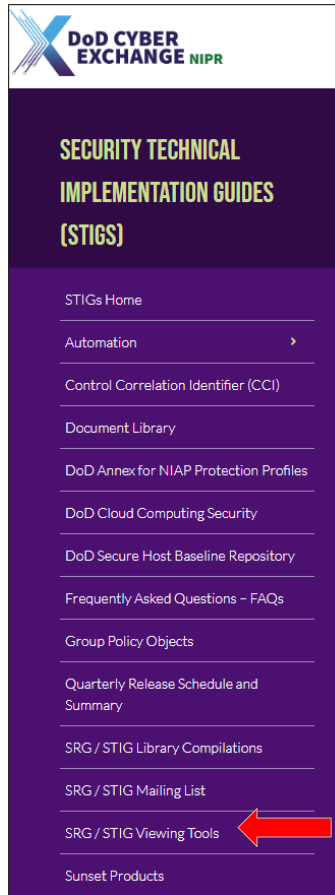 DoD CYBER
EXCHANGE NIPR
SECURITY TECHNICAL
IMPLEMENTATION GUIDES
(STIGS)
STIGs Home
Automation
Control Correlation Identifier (CCI)
Document Library
DoD Annex for NIAP Protection Profiles
DoD Cloud Computing Security
DoD Secure Host Baseline Repository
Frequently Asked Questions – FAQs
Group Policy Objects
Quarterly Release Schedule and
Summary
SRG / STIG Library Compilations
SRG / STIG Mailing List
SRG / STIG Viewing Tools
Sunset Products